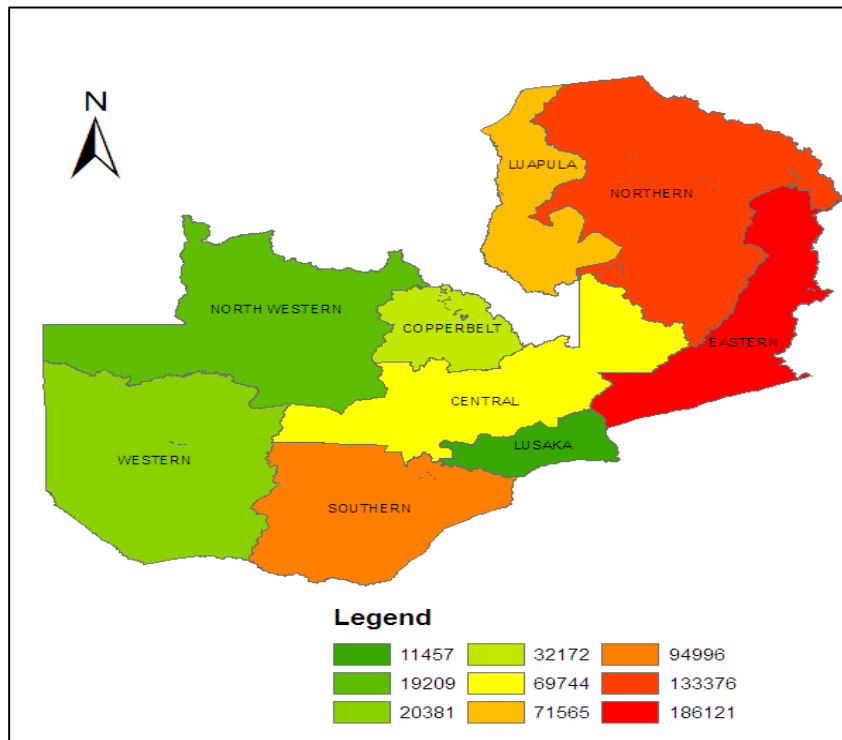 N
LUAPULA
NORTHERN
NORTH WESTERN
COPPERBELT
EASTERN
CENTRAL
LUSAKA
WESTERN
SOUTHERN
Legend
11457 32172 94996
19209 69744 133376
20381 71565 186121